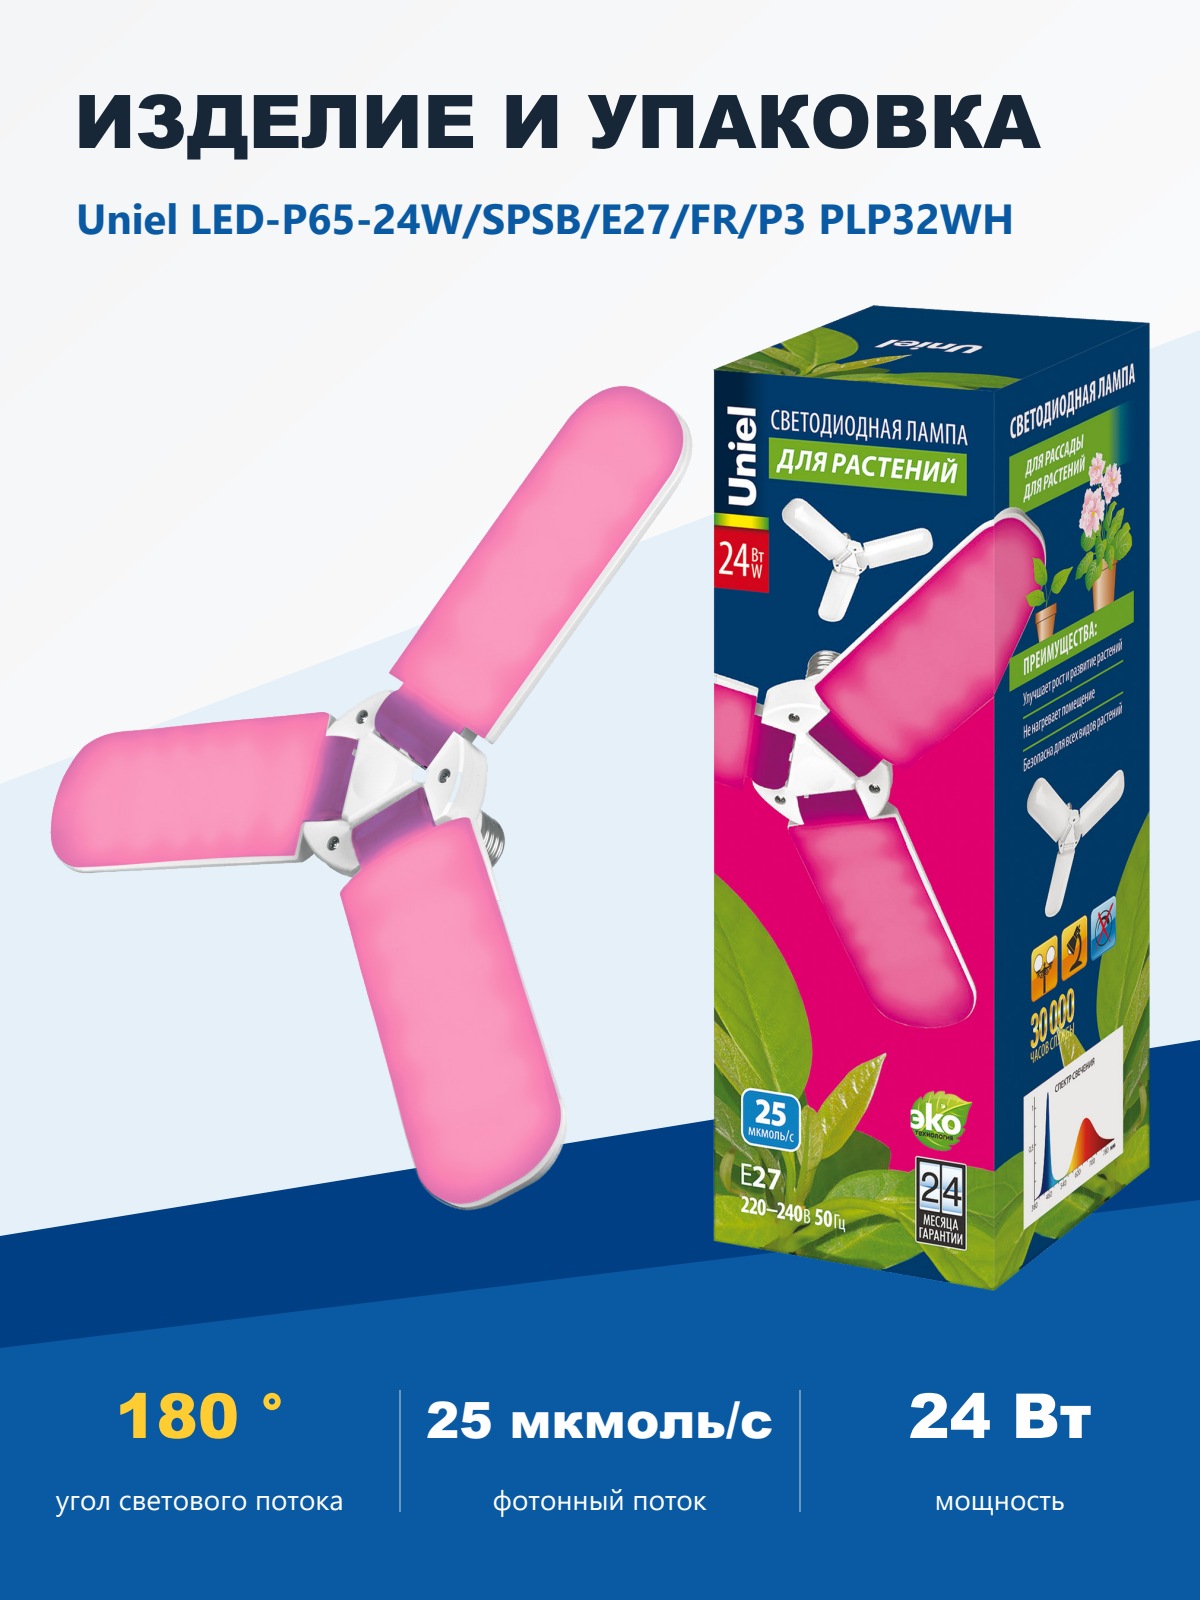 ИЗДЕЛИЕ И УПАКОВКА
Uniel LED-P65-24W/SPSB/E27/FR/P3 PLP32WH
Uniel
Uniel
СВЕТОДИОДНАЯ ЛАМПА
ДЛЯ РАСТЕНИЙ
24 Вт W
25
мкмоль/с
E27
220–240В 50Гц
эко
технология
24
МЕСЯЦА
ГАРАНТИИ
СВЕТОДИОДНАЯ ЛАМПА
ДЛЯ РАССАДЫ
ДЛЯ РАСТЕНИЙ
ПРЕИМУЩЕСТВА:
Улучшает рост и развитие растений
Не нагревает помещение
Безопасна для всех видов растений
30 000
ЧАСОВ СЛУЖБЫ
СПЕКТР СВЕЧЕНИЯ
180 °
угол светового потока
25 мкмоль/с
фотонный поток
24 Вт
мощность